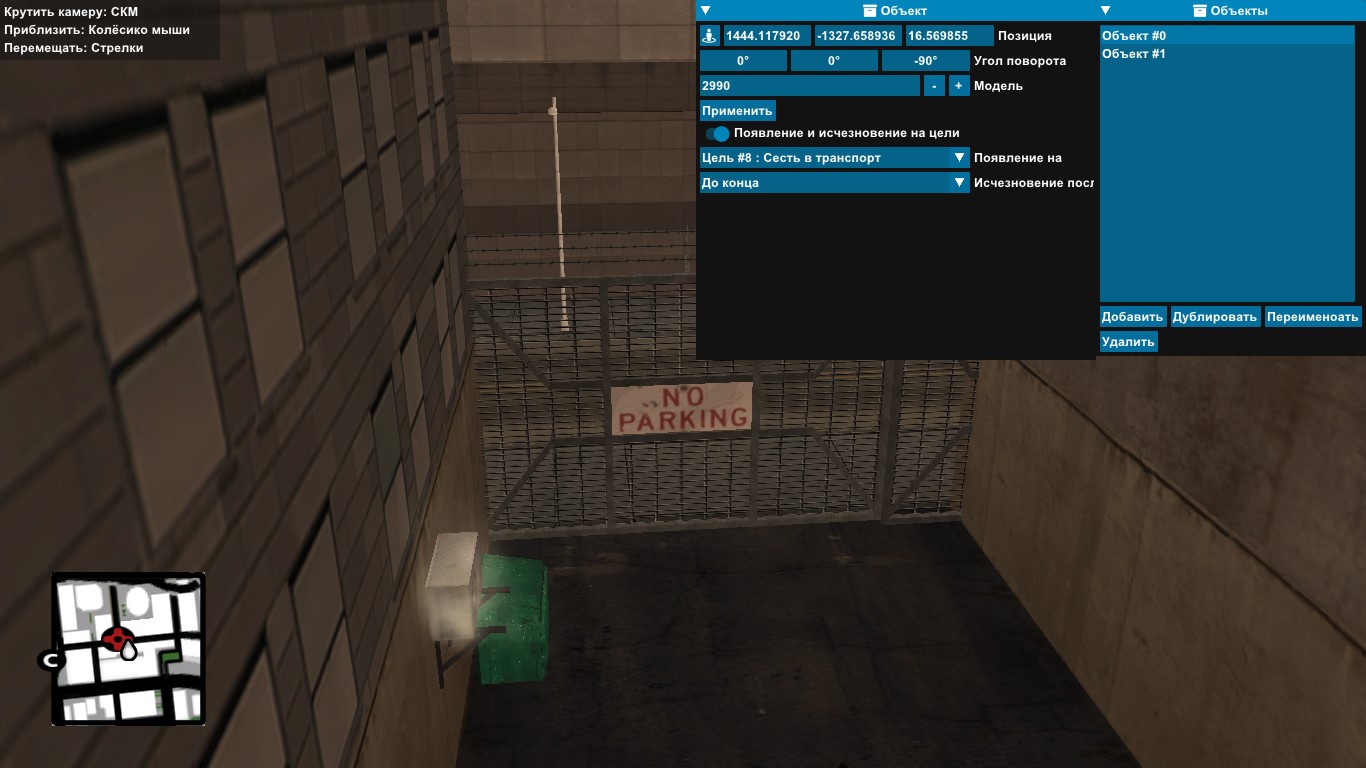 Крутить камеру: СКМ
Приблизить: Колёсико мыши
Перемещать: Стрелки
Объект
1444.117920 -1327.658936 16.569855 Позиция
0° 0° -90° Угол поворота
2990 - + Модель
Применить
Появление и исчезновение на цели
Цель #8 : Сесть в транспорт Появление на
До конца Исчезновение посл
Объекты
Объект #0
Объект #1
Добавить Дублировать Переименоать
Удалить
NO
PARKING
C